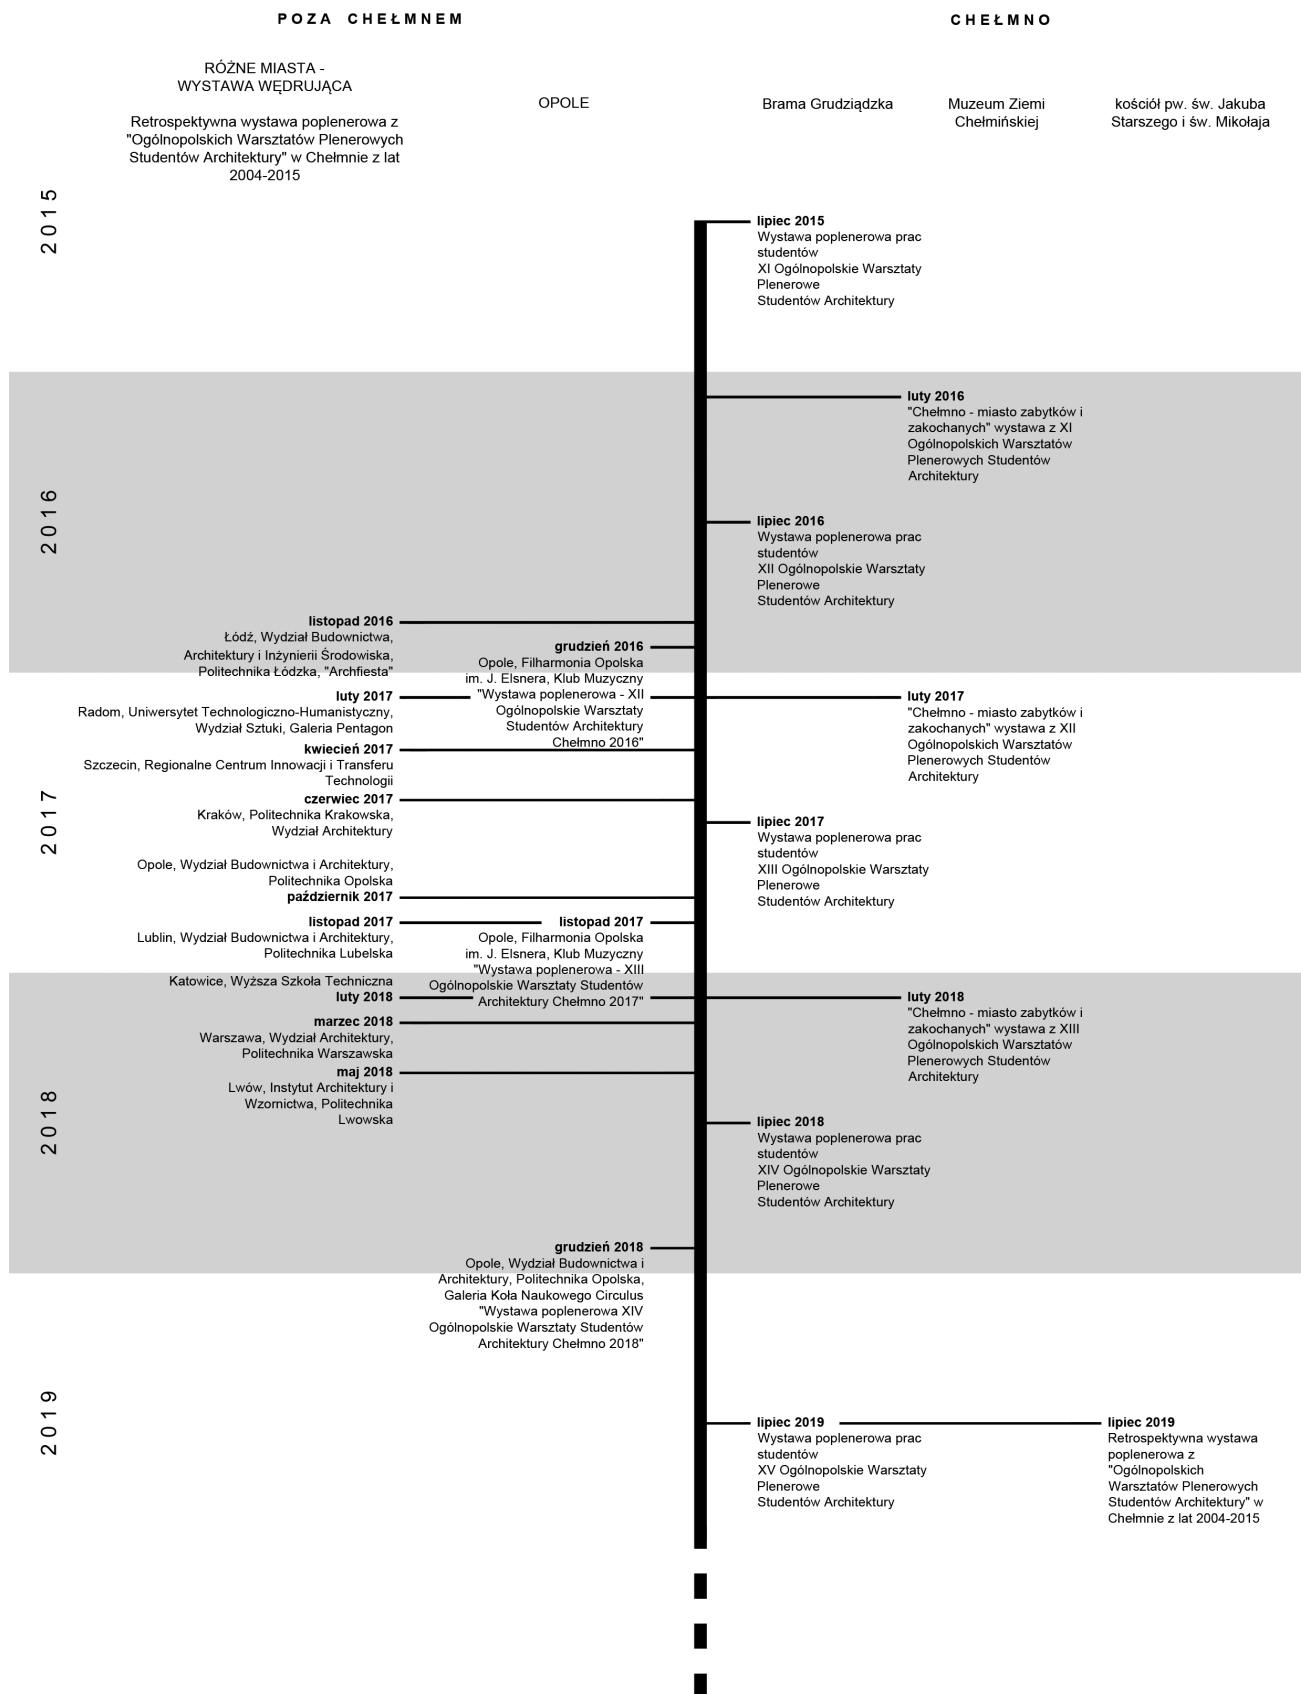 POZA CHEŁMNEM
CHEŁMNO
RÓŻNE MIASTA -
WYSTAWA WĘDRUJĄCA
Retrospektywna wystawa poplenerowa z
"Ogólnopolskich Warsztatów Plenerowych
Studentów Architektury" w Chełmnie z lat
2004-2015
OPOLE
Brama Grudziądzka
Muzeum Ziemi
Chełmińskiej
kościół pw. św. Jakuba
Starszego i św. Mikołaja
2015
lipiec 2015
Wystawa poplenerowa prac
studentów
XI Ogólnopolskie Warsztaty
Plenerowe
Studentów Architektury
2016
luty 2016
"Chełmno - miasto zabytków i
zakochanych" wystawa z XI
Ogólnopolskich Warsztatów
Plenerowych Studentów
Architektury
lipiec 2016
Wystawa poplenerowa prac
studentów
XII Ogólnopolskie Warsztaty
Plenerowe
Studentów Architektury
listopad 2016
Łódź, Wydział Budownictwa,
Architektury i Inżynierii Środowiska,
Politechnika Łódzka, "Archfiesta"
grudzień 2016
Opole, Filharmonia Opolska
im. J. Elsnera, Klub Muzyczny
"Wystawa poplenerowa - XII
Ogólnopolskie Warsztaty
Studentów Architektury
Chełmno 2016"
2017
luty 2017
Radom, Uniwersytet Technologiczno-Humanistyczny,
Wydział Sztuki, Galeria Pentagon
luty 2017
"Chełmno - miasto zabytków i
zakochanych" wystawa z XII
Ogólnopolskich Warsztatów
Plenerowych Studentów
Architektury
kwiecień 2017
Szczecin, Regionalne Centrum Innowacji i Transferu
Technologii
czerwiec 2017
Kraków, Politechnika Krakowska,
Wydział Architektury
lipiec 2017
Wystawa poplenerowa prac
studentów
XIII Ogólnopolskie Warsztaty
Plenerowe
Studentów Architektury
Opole, Wydział Budownictwa i Architektury,
Politechnika Opolska
październik 2017
listopad 2017
Lublin, Wydział Budownictwa i Architektury,
Politechnika Lubelska
listopad 2017
Opole, Filharmonia Opolska
im. J. Elsnera, Klub Muzyczny
"Wystawa poplenerowa - XIII
Ogólnopolskie Warsztaty Studentów
Architektury Chełmno 2017"
2018
Katowice, Wyższa Szkoła Techniczna
luty 2018
luty 2018
"Chełmno - miasto zabytków i
zakochanych" wystawa z XIII
Ogólnopolskich Warsztatów
Plenerowych Studentów
Architektury
marzec 2018
Warszawa, Wydział Architektury,
Politechnika Warszawska
maj 2018
Lwów, Instytut Architektury i
Wzornictwa, Politechnika
Lwowska
lipiec 2018
Wystawa poplenerowa prac
studentów
XIV Ogólnopolskie Warsztaty
Plenerowe
Studentów Architektury
grudzień 2018
Opole, Wydział Budownictwa i
Architektury, Politechnika Opolska,
Galeria Koła Naukowego Circulus
"Wystawa poplenerowa XIV
Ogólnopolskie Warsztaty Studentów
Architektury Chełmno 2018"
2019
lipiec 2019
Wystawa poplenerowa prac
studentów
XV Ogólnopolskie Warsztaty
Plenerowe
Studentów Architektury
lipiec 2019
Retrospektywna wystawa
poplenerowa z
"Ogólnopolskich
Warsztatów Plenerowych
Studentów Architektury" w
Chełmnie z lat 2004-2015